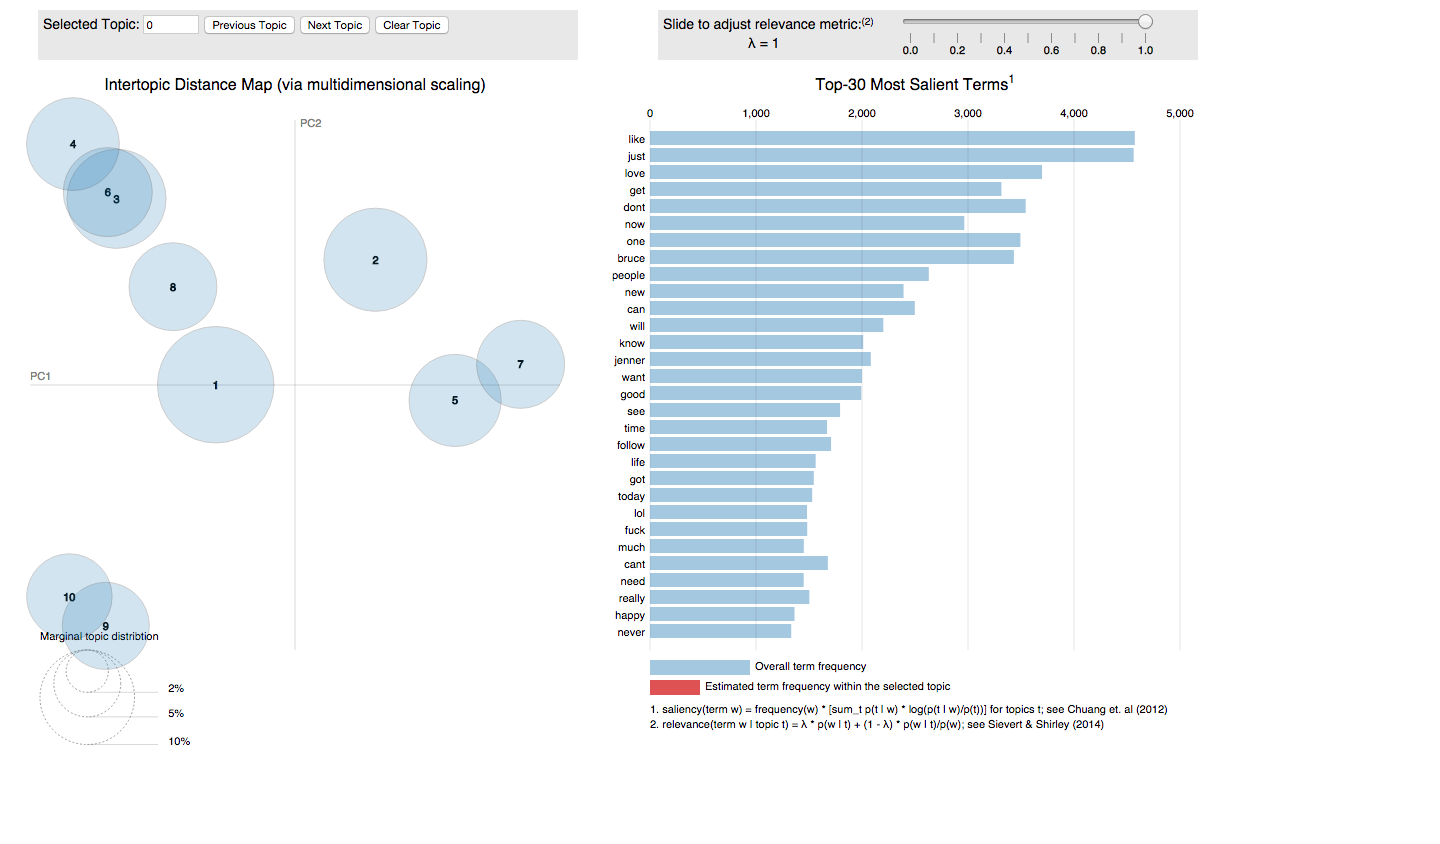 Selected Topic: 0 Previous Topic Next Topic Clear Topic
Slide to adjust relevance metric:(2)
λ = 1
0.0 0.2 0.4 0.6 0.8 1.0
Intertopic Distance Map (via multidimensional scaling)
PC2
PC1
4
6
3
8
2
1
7
5
10
9
Marginal topic distribtion
2%
5%
10%
Top-30 Most Salient Terms1
0 1,000 2,000 3,000 4,000 5,000
like
just
love
get
dont
now
one
bruce
people
new
can
will
know
jenner
want
good
see
time
follow
life
got
today
lol
fuck
much
cant
need
really
happy
never
Overall term frequency
Estimated term frequency within the selected topic
1. saliency(term w) = frequency(w) * [sum_t p(t | w) * log(p(t | w)/p(t))] for topics t; see Chuang et. al (2012)
2. relevance(term w | topic t) = λ * p(w | t) + (1 - λ) * p(w | t)/p(w); see Sievert & Shirley (2014)